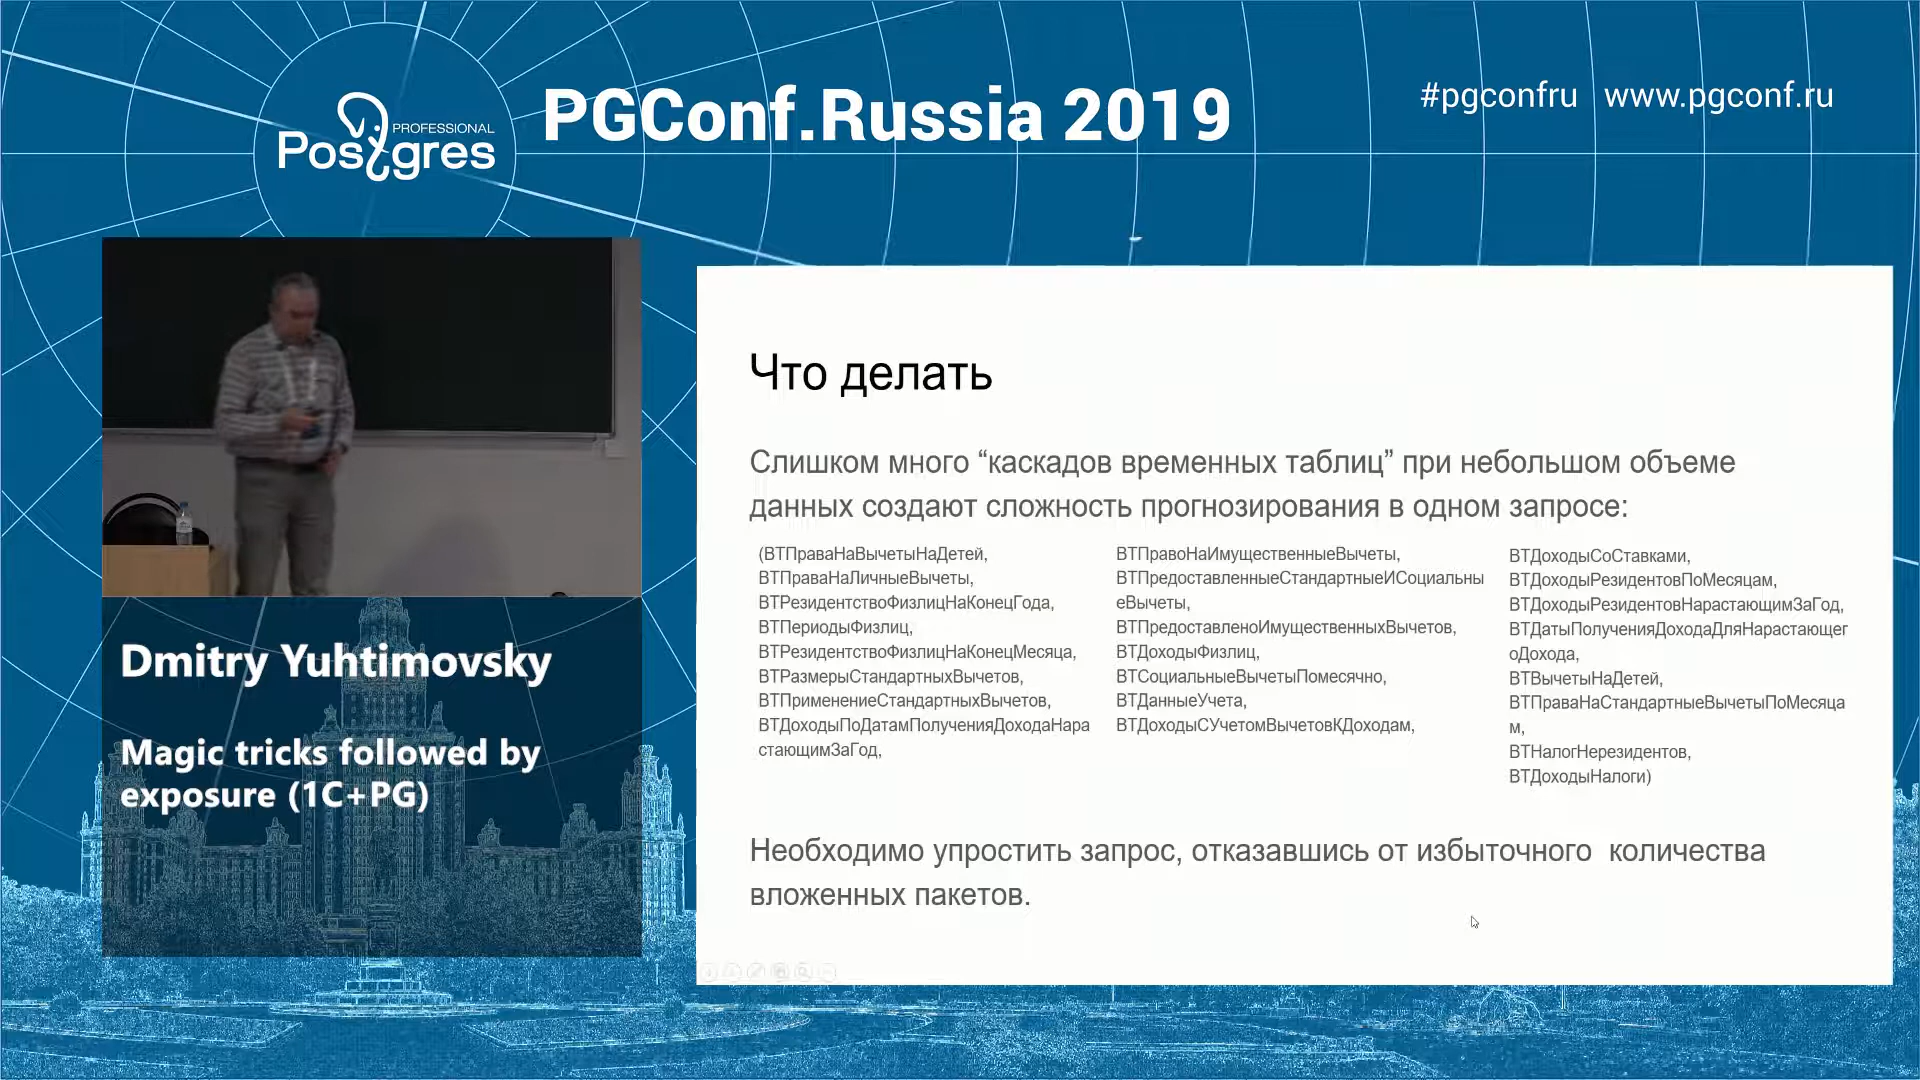 PROFESSIONAL
Postgres
PGConf.Russia 2019
#pgconfru www.pgconf.ru
Dmitry Yuhtimovsky
Magic tricks followed by
exposure (1C+PG)
Что делать
Слишком много “каскадов временных таблиц” при небольшом объеме
данных создают сложность прогнозирования в одном запросе:
(ВТПраваНаВычетыНаДетей,
ВТПраваНаЛичныеВычеты,
ВТРезидентствоФизлицНаКонецГода,
ВТПериодыФизлиц,
ВТРезидентствоФизлицНаКонецМесяца,
ВТРазмерыСтандартныхВычетов,
ВТПрименениеСтандартныхВычетов,
ВТДоходыПоДатамПолученияДоходаНара
стающимЗаГод,
ВТПравоНаИмущественныеВычеты,
ВТПредоставленныеСтандартныеИСоциальны
еВычеты,
ВТПредоставленоИмущественныхВычетов,
ВТДоходыФизлиц,
ВТСоциальныеВычетыПомесячно,
ВТДанныеУчета,
ВТДоходыСУчетомВычетовКДоходам,
ВТДоходыСоСтавками,
ВТДоходыРезидентовПоМесяцам,
ВТДоходыРезидентовНарастающимЗаГод,
ВТДатыПолученияДоходаДляНарастающег
оДохода,
ВТВычетыНаДетей,
ВТПраваНаСтандартныеВычетыПоМесяца
м,
ВТНалогНерезидентов,
ВТДоходыНалоги)
Необходимо упростить запрос, отказавшись от избыточного количества
вложенных пакетов.